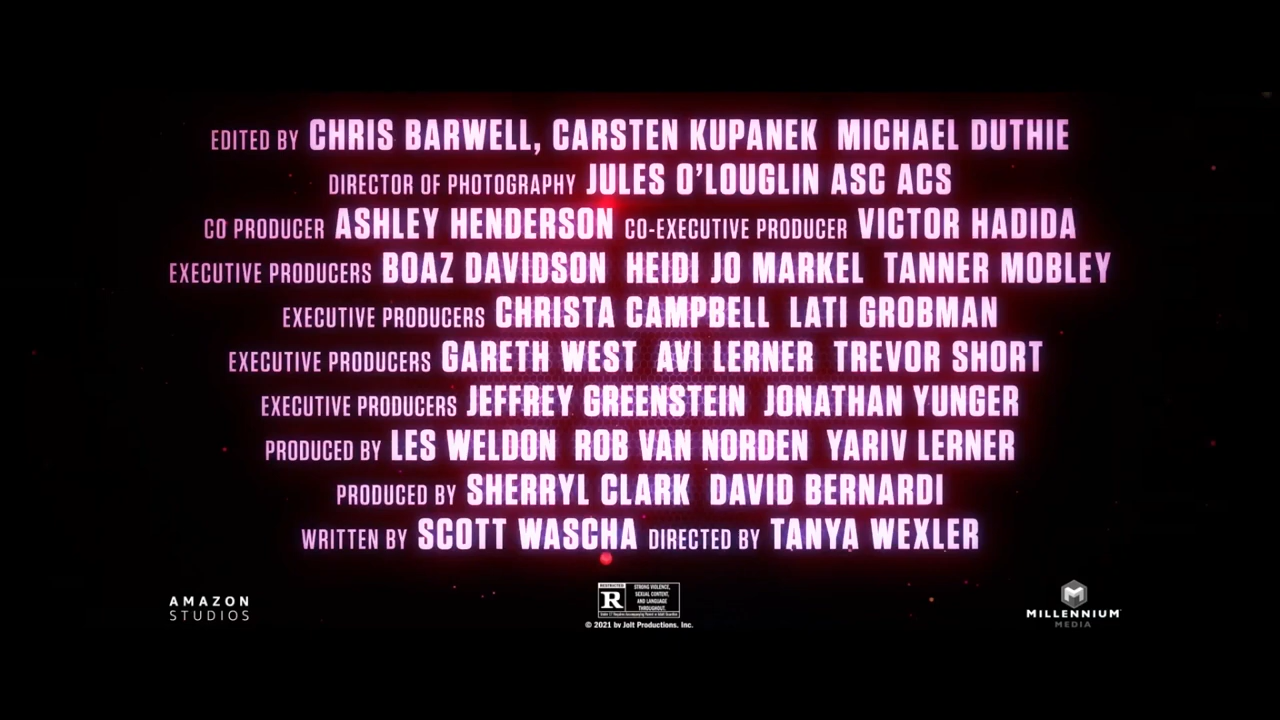 EDITED BY CHRIS BARWELL, CARSTEN KUPANEK MICHAEL DUTHIE
DIRECTOR OF PHOTOGRAPHY JULES O'LOUGLIN ASC ACS
CO PRODUCER ASHLEY HENDERSON CO-EXECUTIVE PRODUCER VICTOR HADIDA
EXECUTIVE PRODUCERS BOAZ DAVIDSON HEIDI JO MARKEL TANNER MOBLEY
EXECUTIVE PRODUCERS CHRISTA CAMPBELL LATI GROBMAN
EXECUTIVE PRODUCERS GARETH WEST AVI LERNER TREVOR SHORT
EXECUTIVE PRODUCERS JEFFREY GREENSTEIN JONATHAN YUNGER
PRODUCED BY LES WELDON ROB VAN NORDEN YARIV LERNER
PRODUCED BY SHERRYL CLARK DAVID BERNARDI
WRITTEN BY SCOTT WASCHA DIRECTED BY TANYA WEXLER
AMAZON
STUDIOS
RESTRICTED
R
STRONG VIOLENCE,
SEXUAL CONTENT,
AND LANGUAGE
THROUGHOUT.
© 2021 by Jolt Productions, Inc.
MILLENNIUM
MEDIA